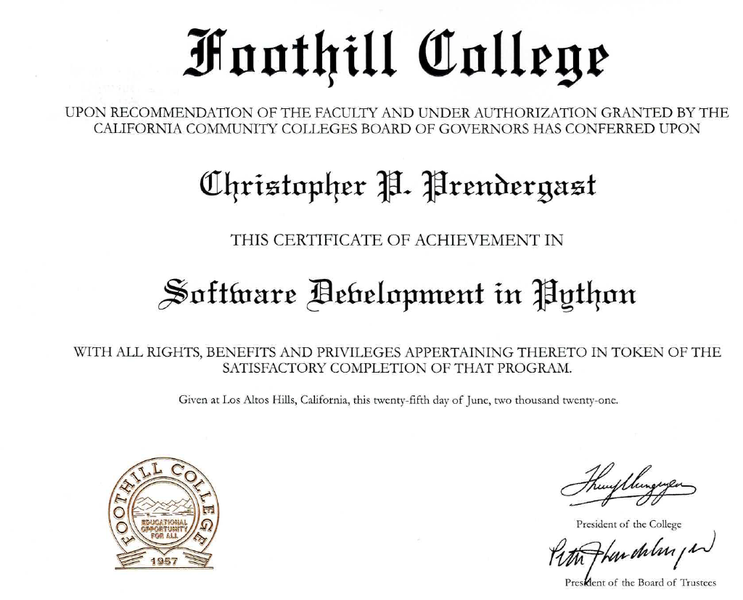 Foothill College
UPON RECOMMENDATION OF THE FACULTY AND UNDER AUTHORIZATION GRANTED BY THE
CALIFORNIA COMMUNITY COLLEGES BOARD OF GOVERNORS HAS CONFERRED UPON
Christopher P. Prendergast
THIS CERTIFICATE OF ACHIEVEMENT IN
Software Development in Python
WITH ALL RIGHTS, BENEFITS AND PRIVILEGES APPERTAINING THERETO IN TOKEN OF THE
SATISFACTORY COMPLETION OF THAT PROGRAM.
Given at Los Altos Hills, California, this twenty-fifth day of June, two thousand twenty-one.
FOOTHILL COLLEGE
EDUCATIONAL
OPPORTUNITY
FOR ALL
1957
President of the College
President of the Board of Trustees